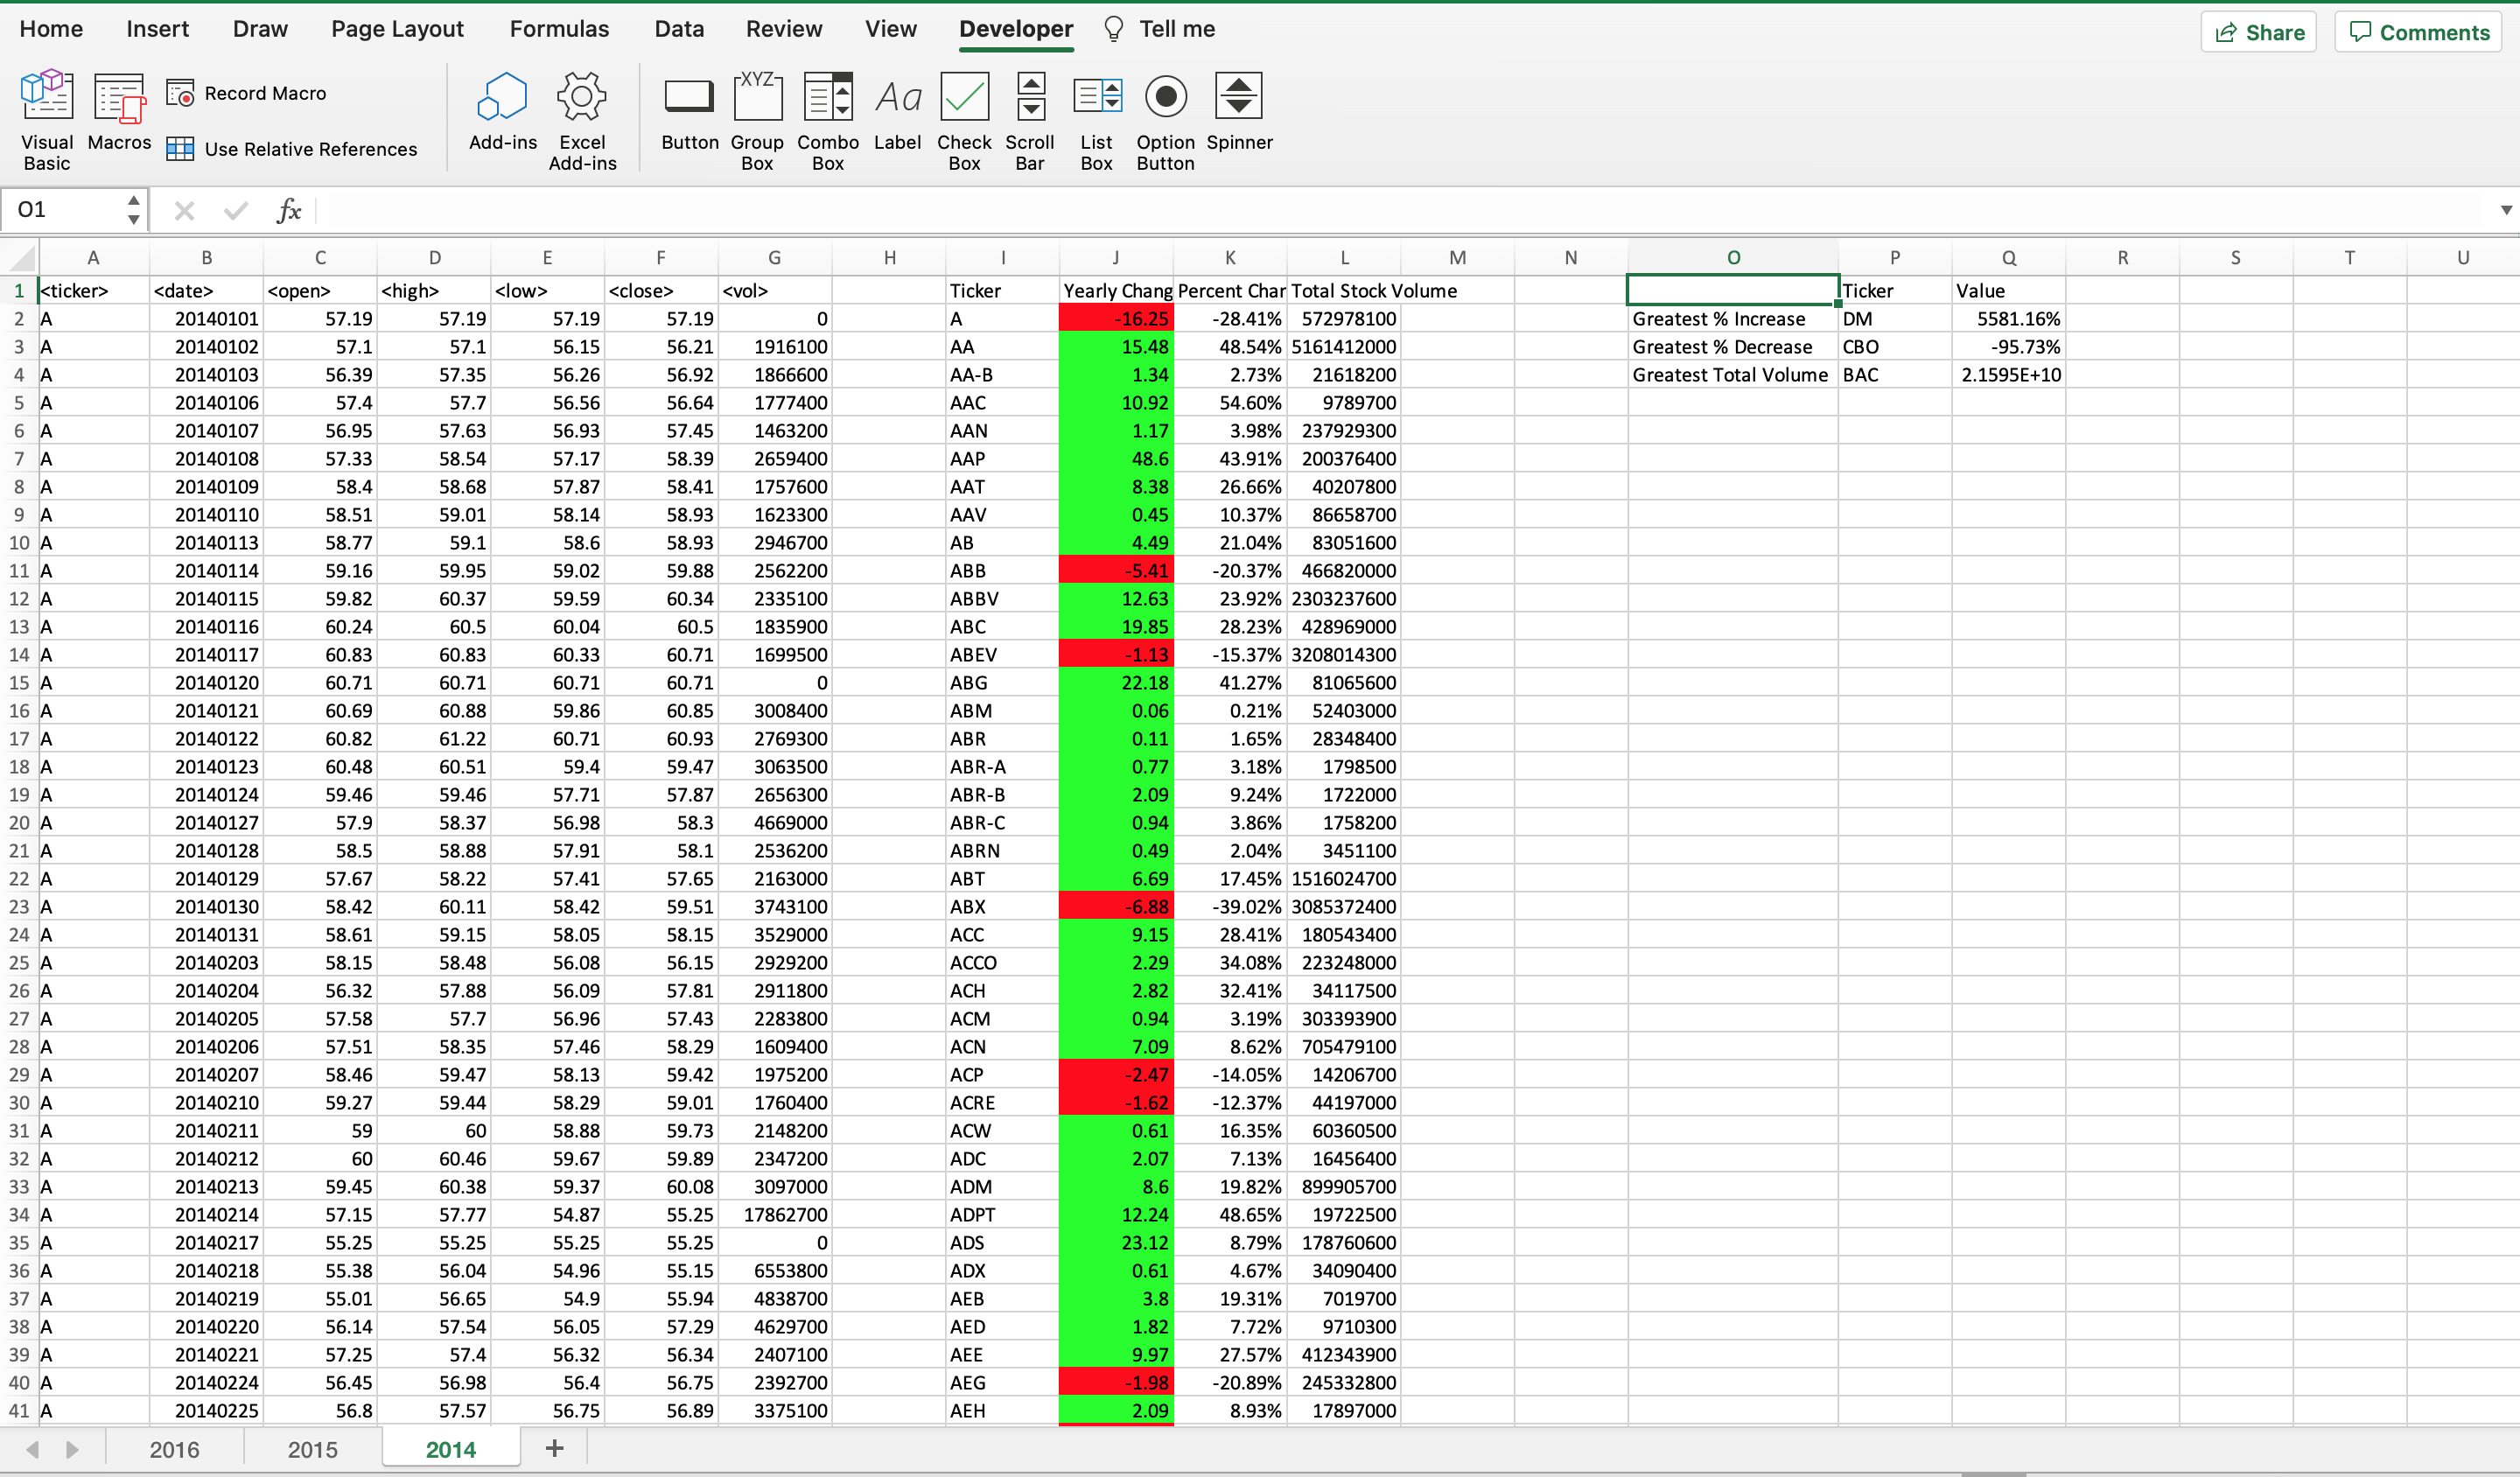 Home Insert Draw Page Layout Formulas Data Review View Developer Tell me Share Comments
Visual Basic Macros Record Macro Use Relative References Add-ins Excel Add-ins Button XYZ Group Box Combo Box Aa Label Check Box Scroll Bar List Box Option Button Spinner
O1 fx
A B C D E F G H I J K L M N O P Q R S T U
1 <ticker> <date> <open> <high> <low> <close> <vol> Ticker Yearly Chang Percent Char Total Stock Volume Ticker Value
2 A 20140101 57.19 57.19 57.19 57.19 0 A -16.25 -28.41% 572978100 Greatest % Increase DM 5581.16%
3 A 20140102 57.1 57.1 56.15 56.21 1916100 AA 15.48 48.54% 5161412000 Greatest % Decrease CBO -95.73%
4 A 20140103 56.39 57.35 56.26 56.92 1866600 AA-B 1.34 2.73% 21618200 Greatest Total Volume BAC 2.1595E+10
5 A 20140106 57.4 57.7 56.56 56.64 1777400 AAC 10.92 54.60% 9789700
6 A 20140107 56.95 57.63 56.93 57.45 1463200 AAN 1.17 3.98% 237929300
7 A 20140108 57.33 58.54 57.17 58.39 2659400 AAP 48.6 43.91% 200376400
8 A 20140109 58.4 58.68 57.87 58.41 1757600 AAT 8.38 26.66% 40207800
9 A 20140110 58.51 59.01 58.14 58.93 1623300 AAV 0.45 10.37% 86658700
10 A 20140113 58.77 59.1 58.6 58.93 2946700 AB 4.49 21.04% 83051600
11 A 20140114 59.16 59.95 59.02 59.88 2562200 ABB -5.41 -20.37% 466820000
12 A 20140115 59.82 60.37 59.59 60.34 2335100 ABBV 12.63 23.92% 2303237600
13 A 20140116 60.24 60.5 60.04 60.5 1835900 ABC 19.85 28.23% 428969000
14 A 20140117 60.83 60.83 60.33 60.71 1699500 ABEV -1.13 -15.37% 3208014300
15 A 20140120 60.71 60.71 60.71 60.71 0 ABG 22.18 41.27% 81065600
16 A 20140121 60.69 60.88 59.86 60.85 3008400 ABM 0.06 0.21% 52403000
17 A 20140122 60.82 61.22 60.71 60.93 2769300 ABR 0.11 1.65% 28348400
18 A 20140123 60.48 60.51 59.4 59.47 3063500 ABR-A 0.77 3.18% 1798500
19 A 20140124 59.46 59.46 57.71 57.87 2656300 ABR-B 2.09 9.24% 1722000
20 A 20140127 57.9 58.37 56.98 58.3 4669000 ABR-C 0.94 3.86% 1758200
21 A 20140128 58.5 58.88 57.91 58.1 2536200 ABRN 0.49 2.04% 3451100
22 A 20140129 57.67 58.22 57.41 57.65 2163000 ABT 6.69 17.45% 1516024700
23 A 20140130 58.42 60.11 58.42 59.51 3743100 ABX -6.88 -39.02% 3085372400
24 A 20140131 58.61 59.15 58.05 58.15 3529000 ACC 9.15 28.41% 180543400
25 A 20140203 58.15 58.48 56.08 56.15 2929200 ACCO 2.29 34.08% 223248000
26 A 20140204 56.32 57.88 56.09 57.81 2911800 ACH 2.82 32.41% 34117500
27 A 20140205 57.58 57.7 56.96 57.43 2283800 ACM 0.94 3.19% 303393900
28 A 20140206 57.51 58.35 57.46 58.29 1609400 ACN 7.09 8.62% 705479100
29 A 20140207 58.46 59.47 58.13 59.42 1975200 ACP -2.47 -14.05% 14206700
30 A 20140210 59.27 59.44 58.29 59.01 1760400 ACRE -1.62 -12.37% 44197000
31 A 20140211 59 60 58.88 59.73 2148200 ACW 0.61 16.35% 60360500
32 A 20140212 60 60.46 59.67 59.89 2347200 ADC 2.07 7.13% 16456400
33 A 20140213 59.45 60.38 59.37 60.08 3097000 ADM 8.6 19.82% 899905700
34 A 20140214 57.15 57.77 54.87 55.25 17862700 ADPT 12.24 48.65% 19722500
35 A 20140217 55.25 55.25 55.25 55.25 0 ADS 23.12 8.79% 178760600
36 A 20140218 55.38 56.04 54.96 55.15 6553800 ADX 0.61 4.67% 34090400
37 A 20140219 55.01 56.65 54.9 55.94 4838700 AEB 3.8 19.31% 7019700
38 A 20140220 56.14 57.54 56.05 57.29 4629700 AED 1.82 7.72% 9710300
39 A 20140221 57.25 57.4 56.32 56.34 2407100 AEE 9.97 27.57% 412343900
40 A 20140224 56.45 56.98 56.4 56.75 2392700 AEG -1.98 -20.89% 245332800
41 A 20140225 56.8 57.57 56.75 56.89 3375100 AEH 2.09 8.93% 17897000
2016 2015 2014 +